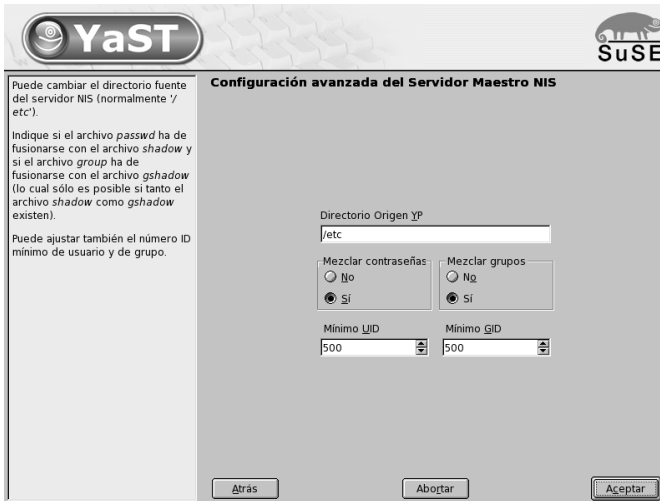 YaST
SuSE
Puede cambiar el directorio fuente
del servidor NIS (normalmente '/
etc').
Indique si el archivo passwd ha de
fusionarse con el archivo shadow y
si el archivo group ha de
fusionarse con el archivo gshadow
(lo cual sólo es posible si tanto el
archivo shadow como gshadow
existen).
Puede ajustar también el número ID
mínimo de usuario y de grupo.
Configuración avanzada del Servidor Maestro NIS
Directorio Origen YP
/etc
Mezclar contraseñas
No
Sí
Mezclar grupos
No
Sí
Mínimo UID
500
Mínimo GID
500
Atrás
Abortar
Aceptar